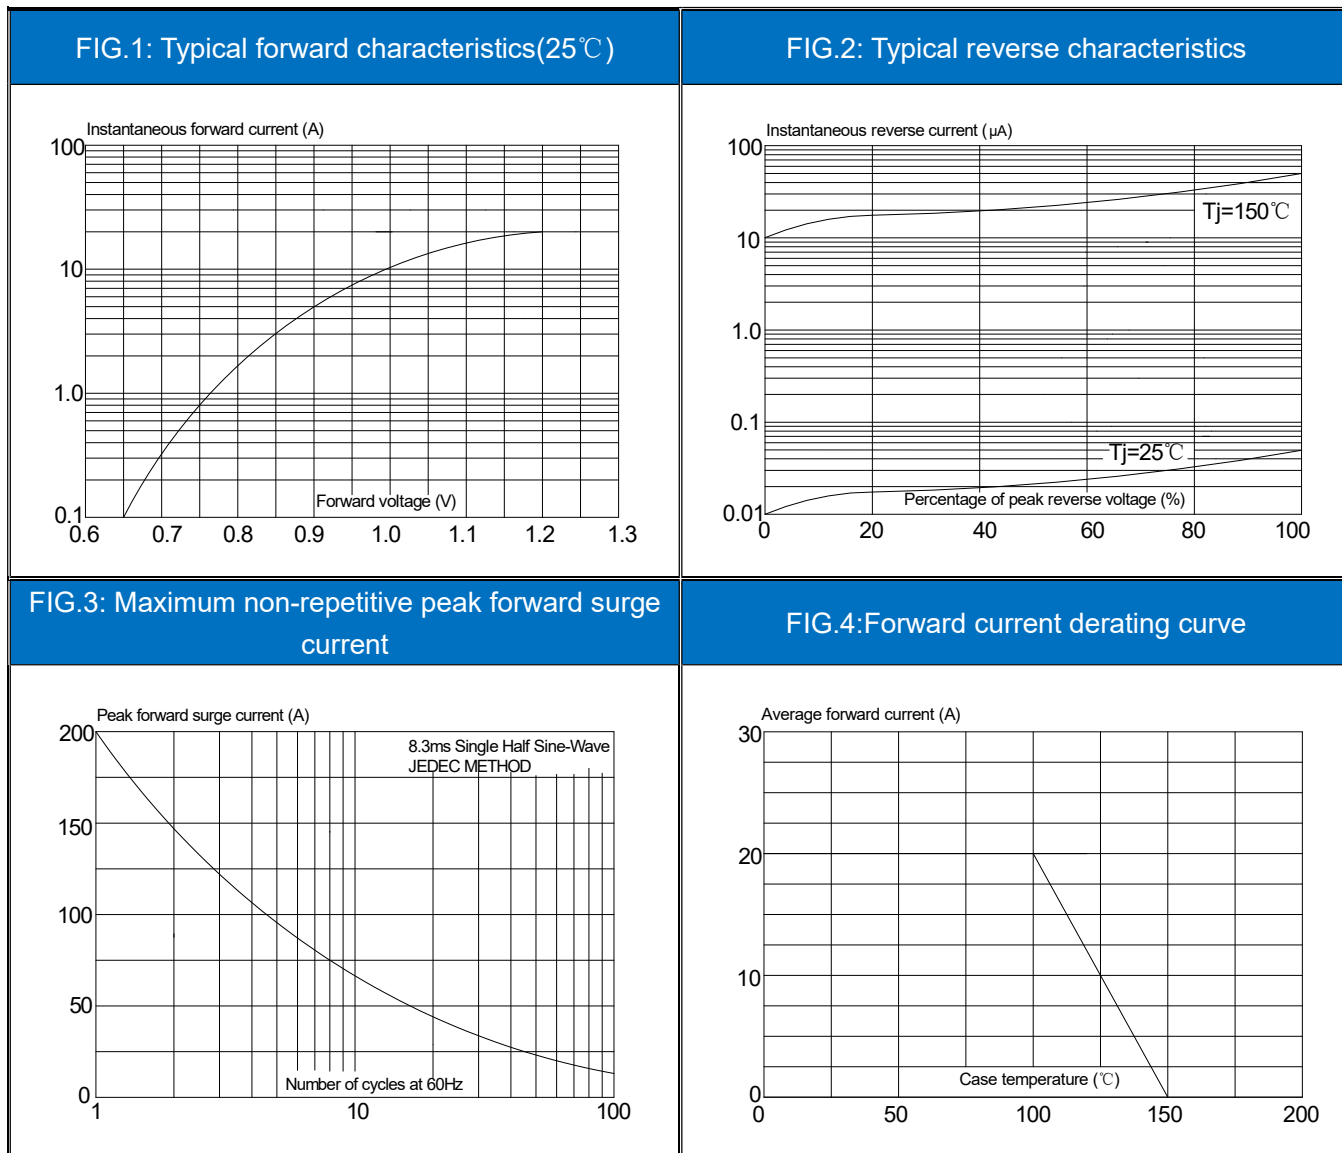 FIG.1: Typical forward characteristics(25℃)
FIG.2: Typical reverse characteristics
Instantaneous forward current (A)
100
10
1.0
0.1
Forward voltage (V)
0.6 0.7 0.8 0.9 1.0 1.1 1.2 1.3
Instantaneous reverse current (μA)
100
Tj=150℃
10
1.0
0.1
Tj=25℃
Percentage of peak reverse voltage (%)
0.01
0 20 40 60 80 100
FIG.3: Maximum non-repetitive peak forward surge
current
FIG.4:Forward current derating curve
Peak forward surge current (A)
200
8.3ms Single Half Sine-Wave
JEDEC METHOD
150
100
50
Number of cycles at 60Hz
0
1 10 100
Average forward current (A)
30
20
10
Case temperature (℃)
0
0 50 100 150 200